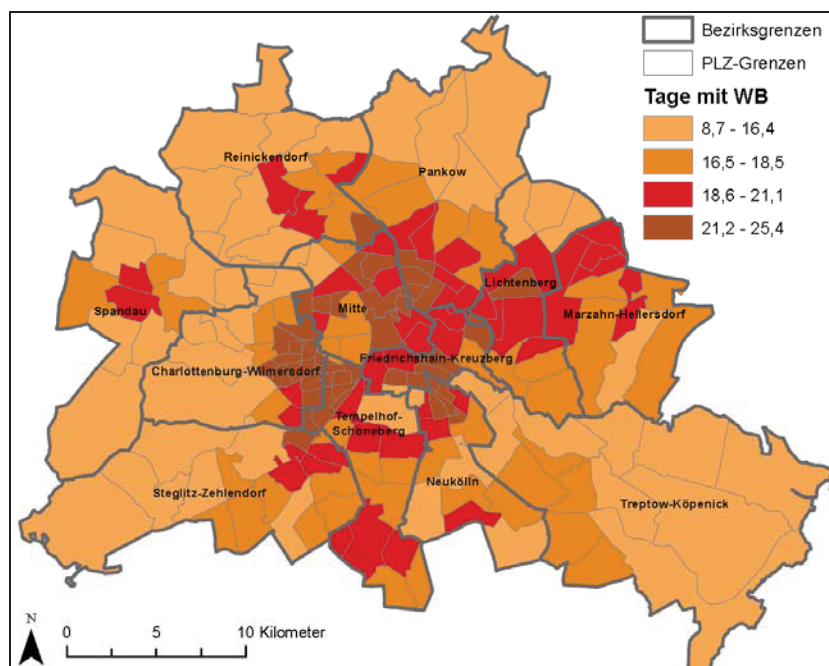 Bezirksgrenzen
PLZ-Grenzen
Tage mit WB
8,7 - 16,4
16,5 - 18,5
18,6 - 21,1
21,2 - 25,4
Reinickendorf
Pankow
Lichtenberg
Spandau
Mitte
Marzahn-Hellersdorf
Friedrichshain-Kreuzberg
Charlottenburg-Wilmersdorf
Tempelhof-
Schöneberg
Steglitz-Zehlendorf
Neukölln
Treptow-Köpenick
N
0 5 10 Kilometer